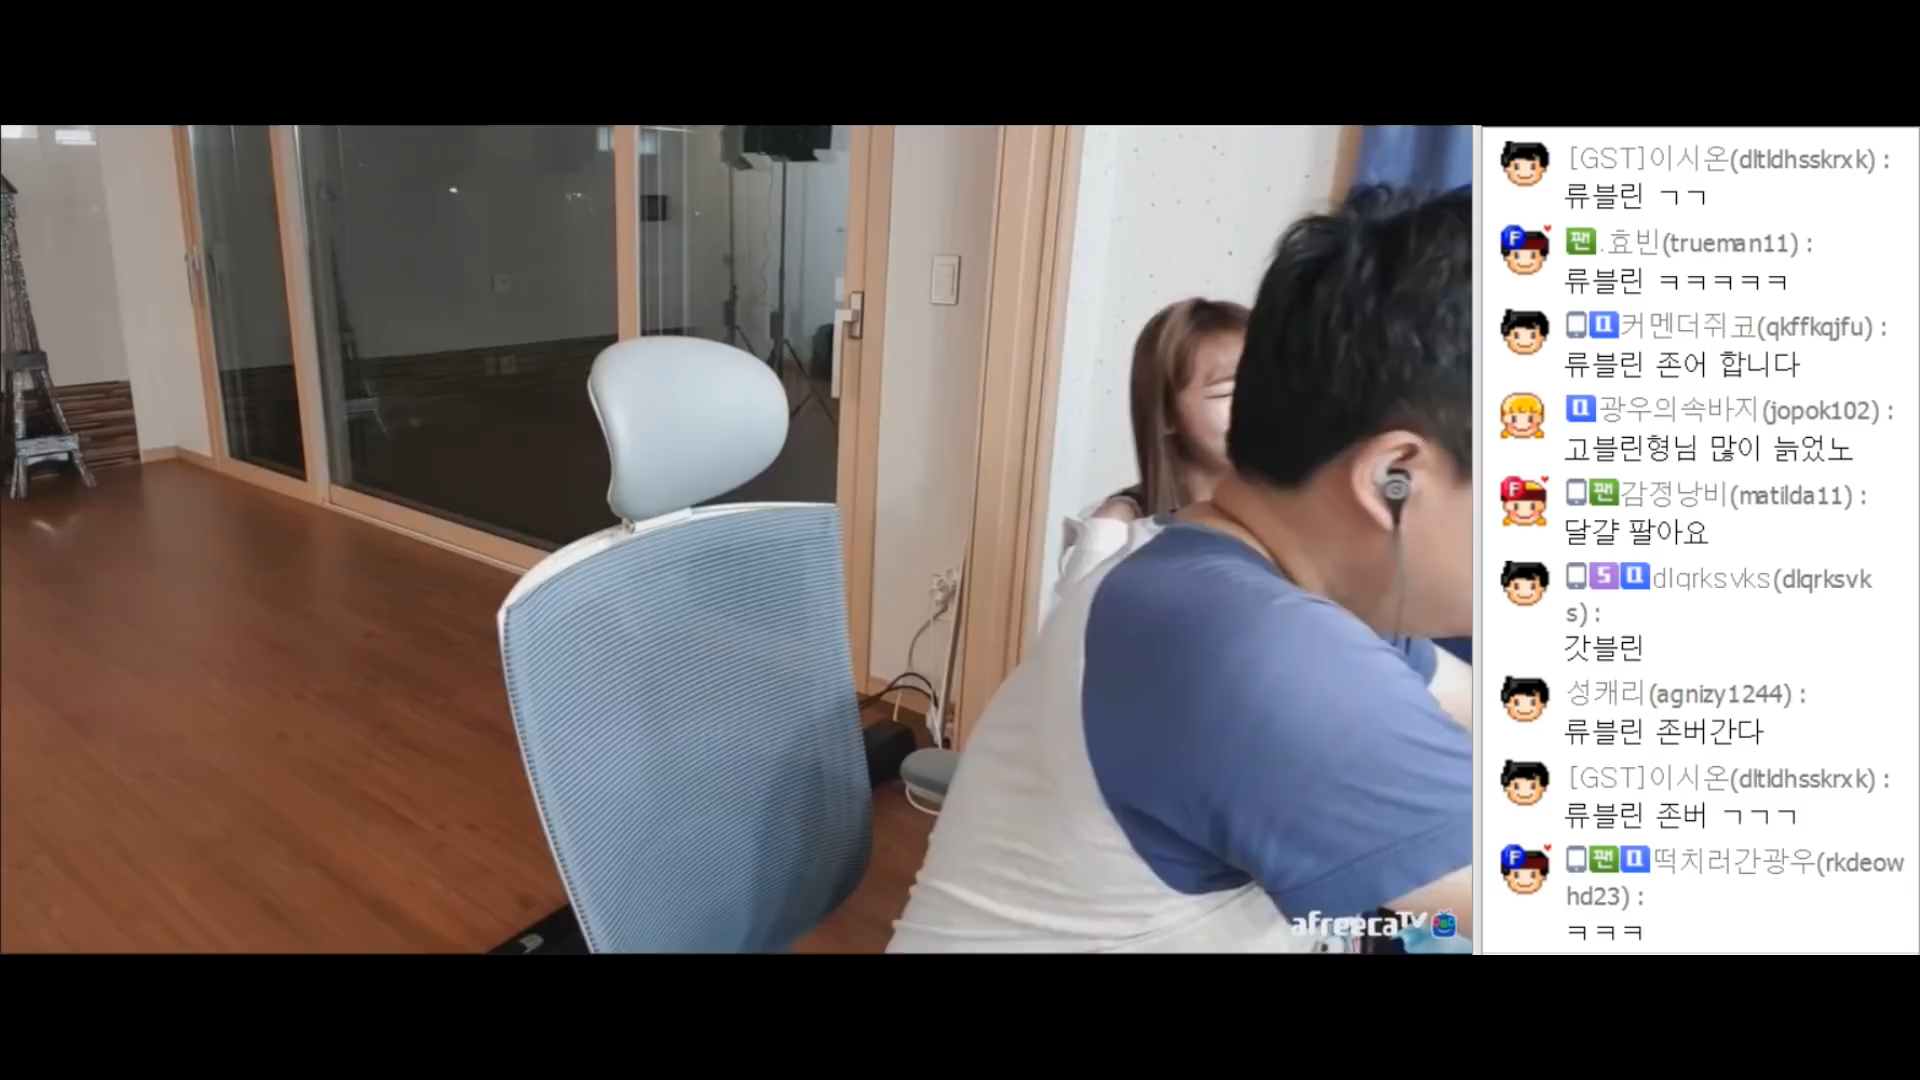 [GST]이시온(dltldhsskrxk) :
류블린 ㄱㄱ
팬.효빈(trueman11) :
류블린 ㅋㅋㅋㅋㅋ
커멘더쥐코(qkffkqjfu) :
류블린 존어 합니다
광우의속바지(jopok102) :
고블린형님 많이 늙었노
팬감정낭비(matilda11) :
달걀 팔아요
S dlqrksvks(dlqrksvk
s) :
갓블린
성캐리(agnizy1244) :
류블린 존버간다
[GST]이시온(dltldhsskrxk) :
류블린 존버 ㄱㄱㄱ
팬떡치러간광우(rkdeow
hd23) :
ㅋㅋㅋ
afreecaTV